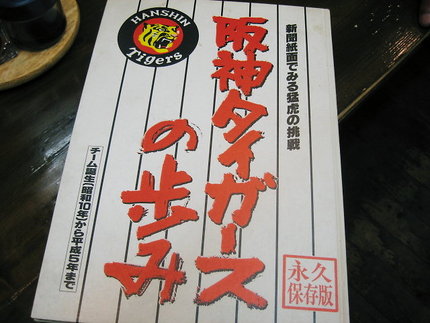 HANSHIN
Tigers
新聞紙面でみる猛虎の挑戦
阪神タイガース
の歩み
チーム誕生(昭和10年)から平成5年まで
永久
保存版